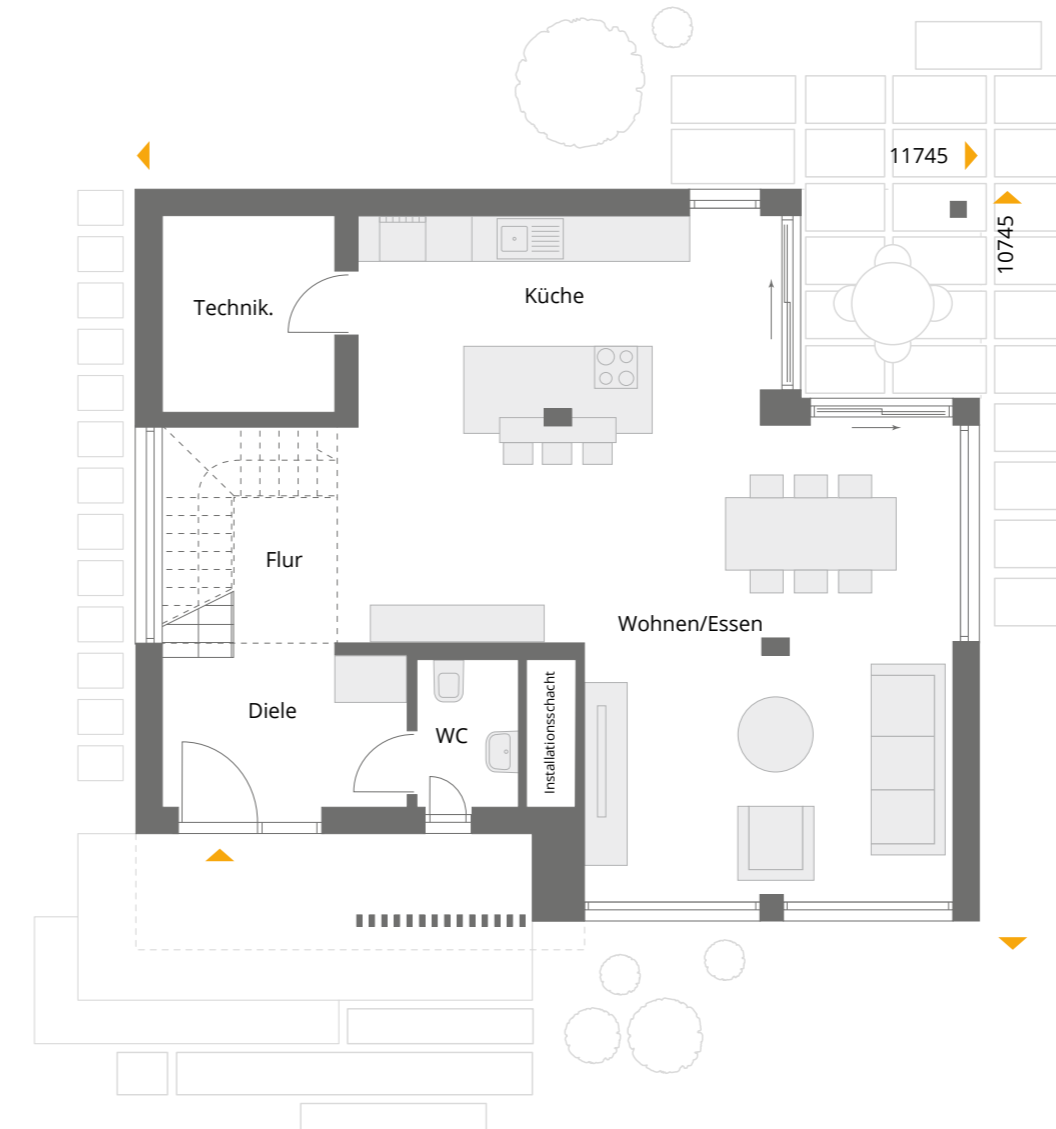 11745
10745
Technik.
Küche
Flur
Wohnen/Essen
Diele
WC
Installationsschacht